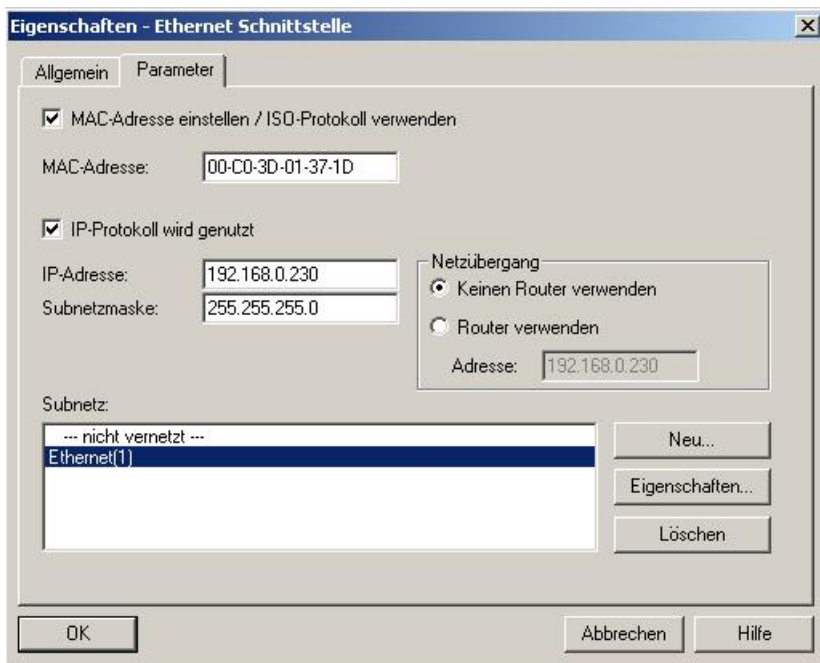 Eigenschaften - Ethernet Schnittstelle
Allgemein
Parameter
MAC-Adresse einstellen / ISO-Protokoll verwenden
MAC-Adresse:
00-C0-3D-01-37-1D
IP-Protokoll wird genutzt
IP-Adresse:
192.168.0.230
Subnetzmaske:
255.255.255.0
Netzübergang
Keinen Router verwenden
Router verwenden
Adresse:
192.168.0.230
Subnetz:
--- nicht vernetzt ---
Ethernet(1)
Neu...
Eigenschaften...
Löschen
OK
Abbrechen
Hilfe